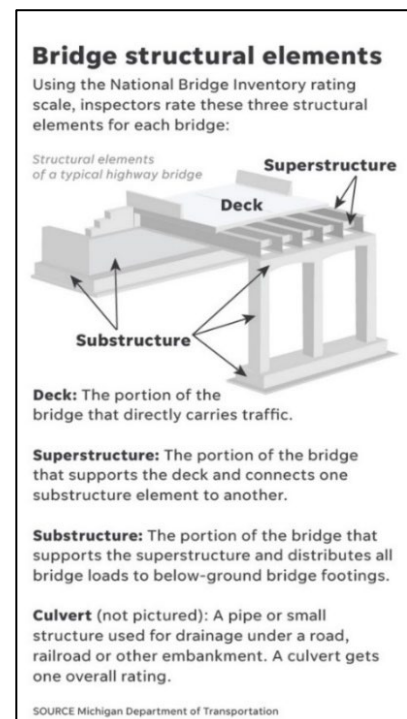 Bridge structural elements
Using the National Bridge Inventory rating
scale, inspectors rate these three structural
elements for each bridge:
Structural elements
of a typical highway bridge
Superstructure
Deck
Substructure
Deck: The portion of the
bridge that directly carries traffic.
Superstructure: The portion of the bridge
that supports the deck and connects one
substructure element to another.
Substructure: The portion of the bridge that
supports the superstructure and distributes all
bridge loads to below-ground bridge footings.
Culvert (not pictured): A pipe or small
structure used for drainage under a road,
railroad or other embankment. A culvert gets
one overall rating.
SOURCE Michigan Department of Transportation